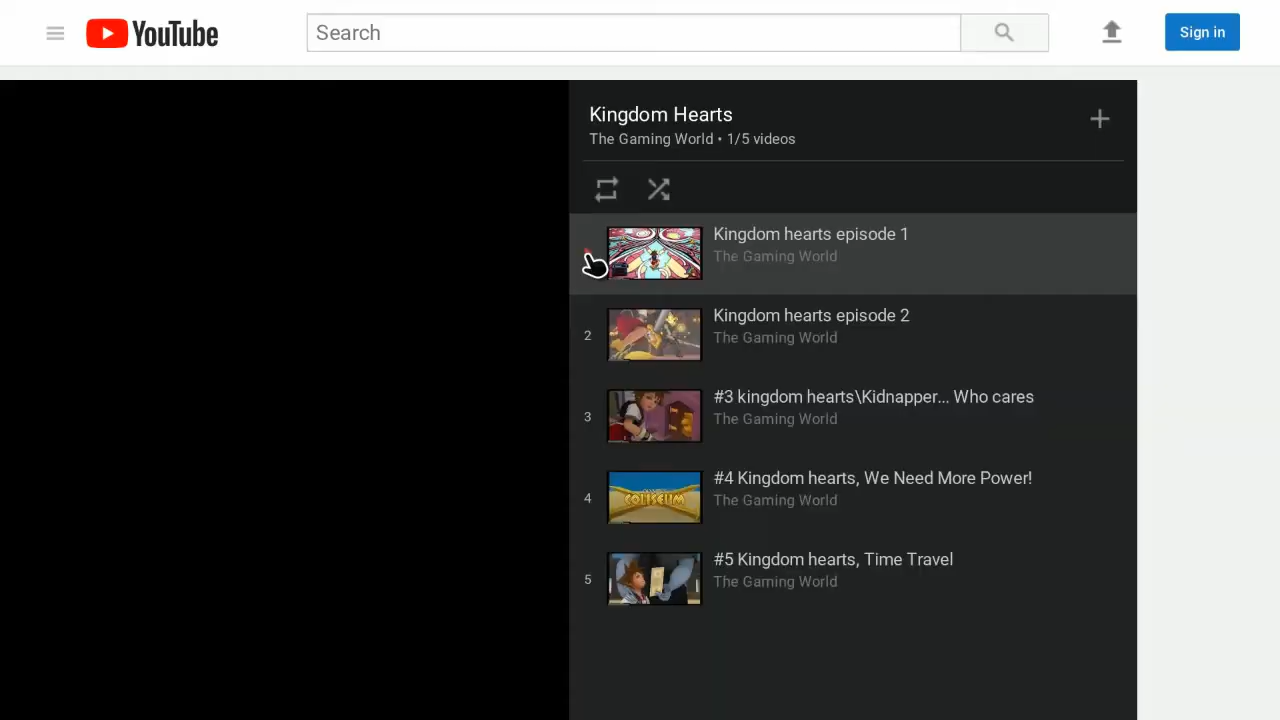 YouTube
Search
Sign in
Kingdom Hearts
The Gaming World • 1/5 videos
Kingdom hearts episode 1
The Gaming World
2
Kingdom hearts episode 2
The Gaming World
3
#3 kingdom hearts\Kidnapper... Who cares
The Gaming World
4
COLISEUM
#4 Kingdom hearts, We Need More Power!
The Gaming World
5
#5 Kingdom hearts, Time Travel
The Gaming World